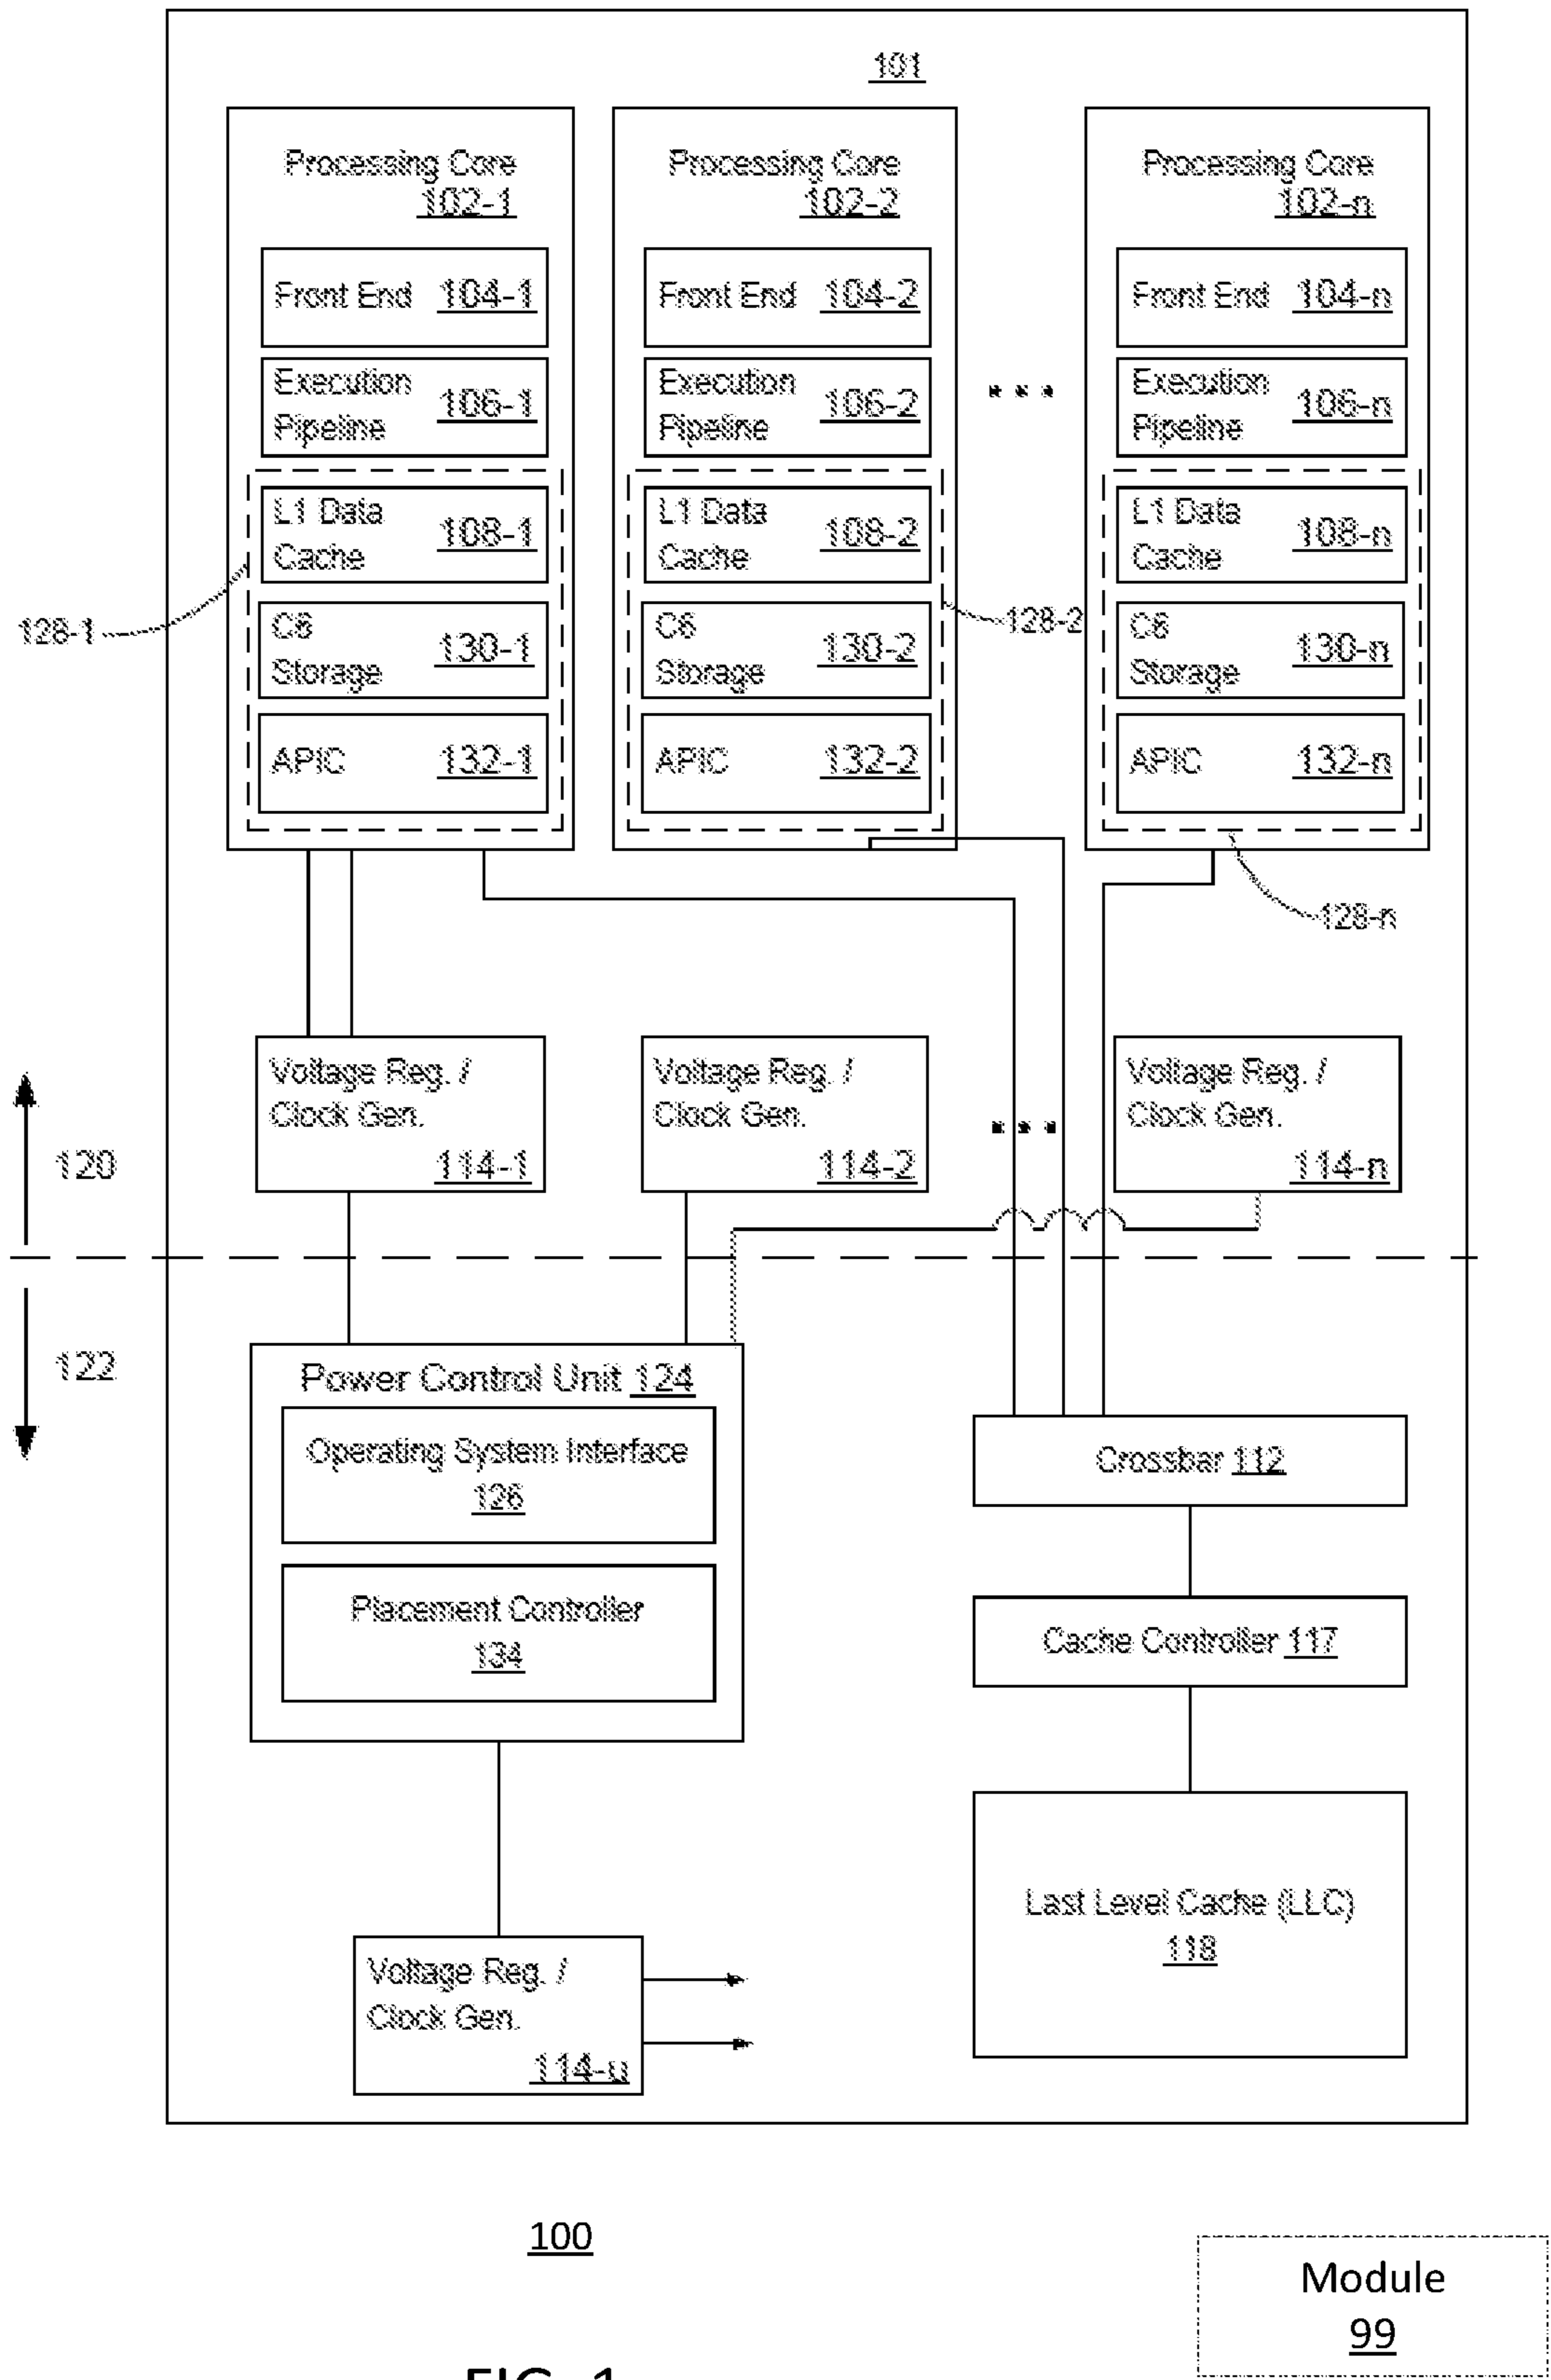 101
Processing Core
102-1
Front End 104-1
Execution
Pipeline
106-1
L1 Data
Cache
108-1
C6
Storage
130-1
APIC 132-1
128-1
Processing Core
102-2
Front End 104-2
Execution
Pipeline
106-2
L1 Data
Cache
108-2
C6
Storage
130-2
APIC 132-2
128-2
...
Processing Core
102-n
Front End 104-n
Execution
Pipeline
106-n
L1 Data
Cache
108-n
C6
Storage
130-n
APIC 132-n
128-n
Voltage Reg. /
Clock Gen.
114-1
Voltage Reg. /
Clock Gen.
114-2
...
Voltage Reg. /
Clock Gen.
114-n
120
122
Power Control Unit 124
Operating System Interface
126
Placement Controller
134
Crossbar 112
Cache Controller 117
Last Level Cache (LLC)
118
Voltage Reg. /
Clock Gen.
114-u
100
Module
99
FIG. 1